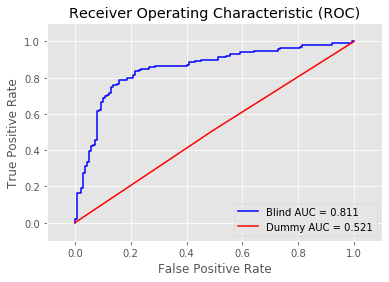 Receiver Operating Characteristic (ROC)
True Positive Rate
1.0
0.8
0.6
0.4
0.2
0.0
Blind AUC = 0.811
Dummy AUC = 0.521
0.0 0.2 0.4 0.6 0.8 1.0
False Positive Rate